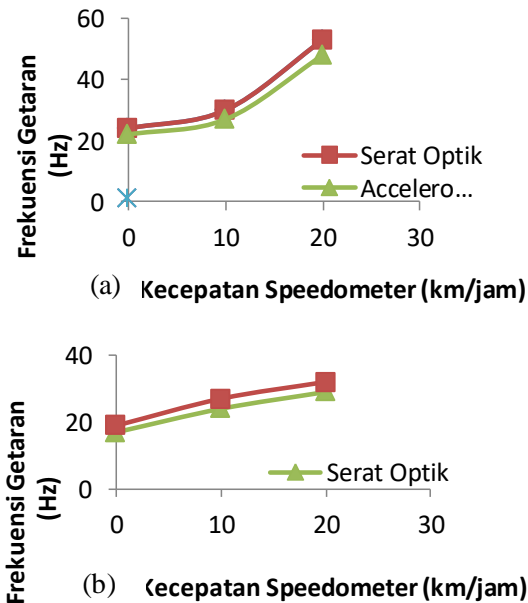 60
40
20
0
0 10 20 30
Frekuensi Getaran
(Hz)
Serat Optik
Accelero...
(a) Kecepatan Speedometer (km/jam)
40
20
0
0 10 20 30
Frekuensi Getaran
(Hz)
Serat Optik
(b) Kecepatan Speedometer (km/jam)